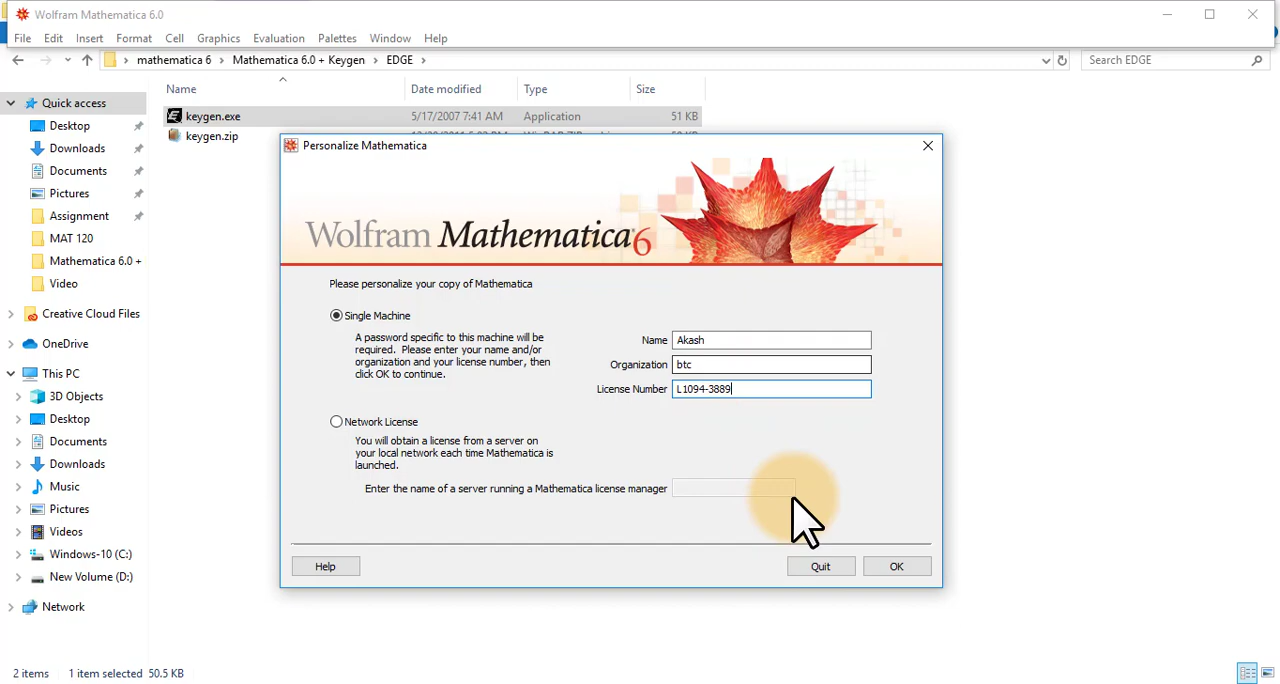 Wolfram Mathematica 6.0
File Edit Insert Format Cell Graphics Evaluation Palettes Window Help
mathematica 6 › Mathematica 6.0 + Keygen › EDGE ›
Search EDGE
Name Date modified Type Size
Quick access
Desktop
Downloads
Documents
Pictures
Assignment
MAT 120
Mathematica 6.0 +
Video
Creative Cloud Files
OneDrive
This PC
3D Objects
Desktop
Documents
Downloads
Music
Pictures
Videos
Windows-10 (C:)
New Volume (D:)
Network
keygen.exe 5/17/2007 7:41 AM Application 51 KB
keygen.zip
Personalize Mathematica
Wolfram Mathematica 6
Please personalize your copy of Mathematica
Single Machine
A password specific to this machine will be
required. Please enter your name and/or
organization and your license number, then
click OK to continue.
Name Akash
Organization btc
License Number L1094-3889
Network License
You will obtain a license from a server on
your local network each time Mathematica is
launched.
Enter the name of a server running a Mathematica license manager
Help Quit OK
2 items 1 item selected 50.5 KB